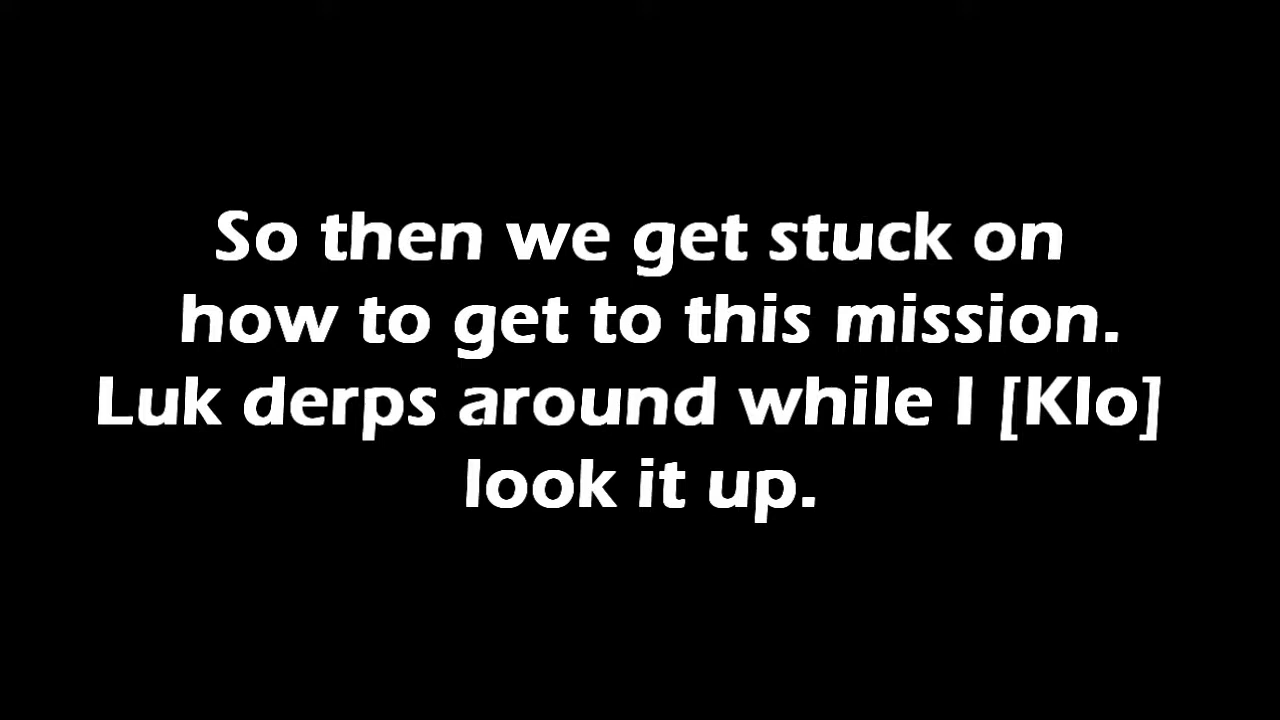 So then we get stuck on
how to get to this mission.
Luk derps around while I [Klo]
look it up.